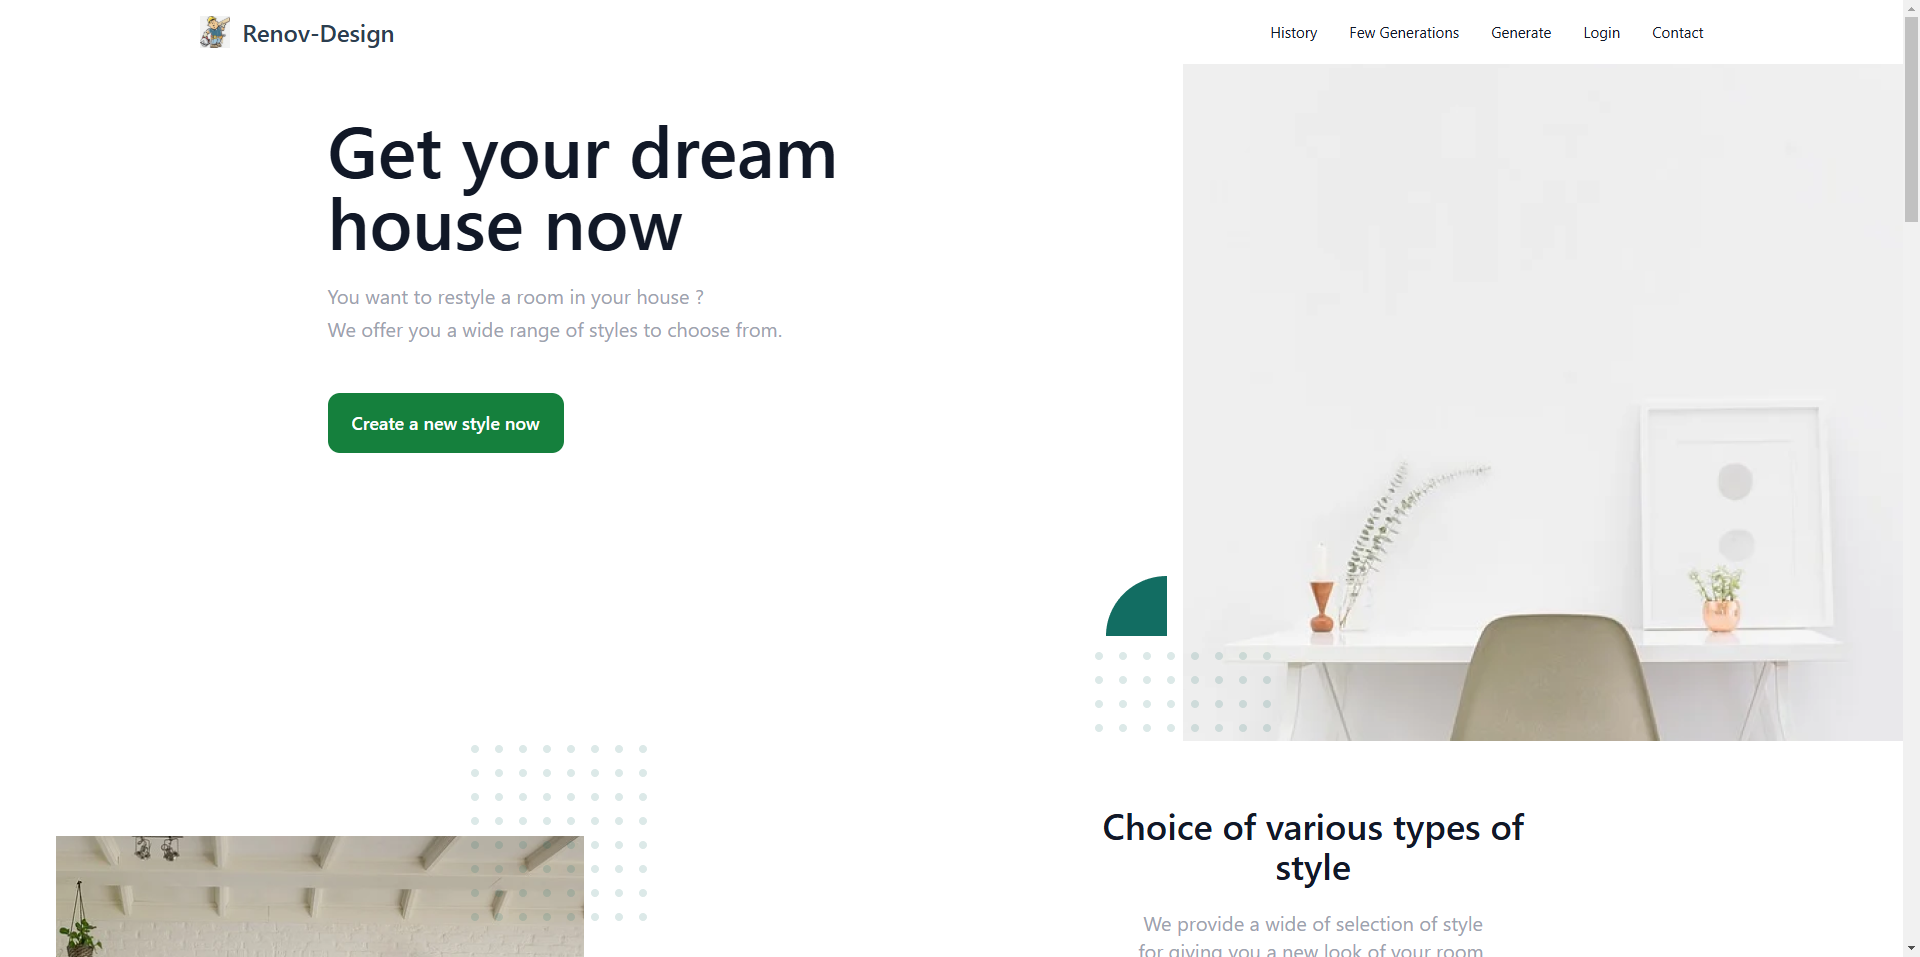 Renov-Design
History
Few Generations
Generate
Login
Contact
Get your dream
house now
You want to restyle a room in your house ?
We offer you a wide range of styles to choose from.
Create a new style now
Choice of various types of
style
We provide a wide of selection of style
for giving you a new look of your room